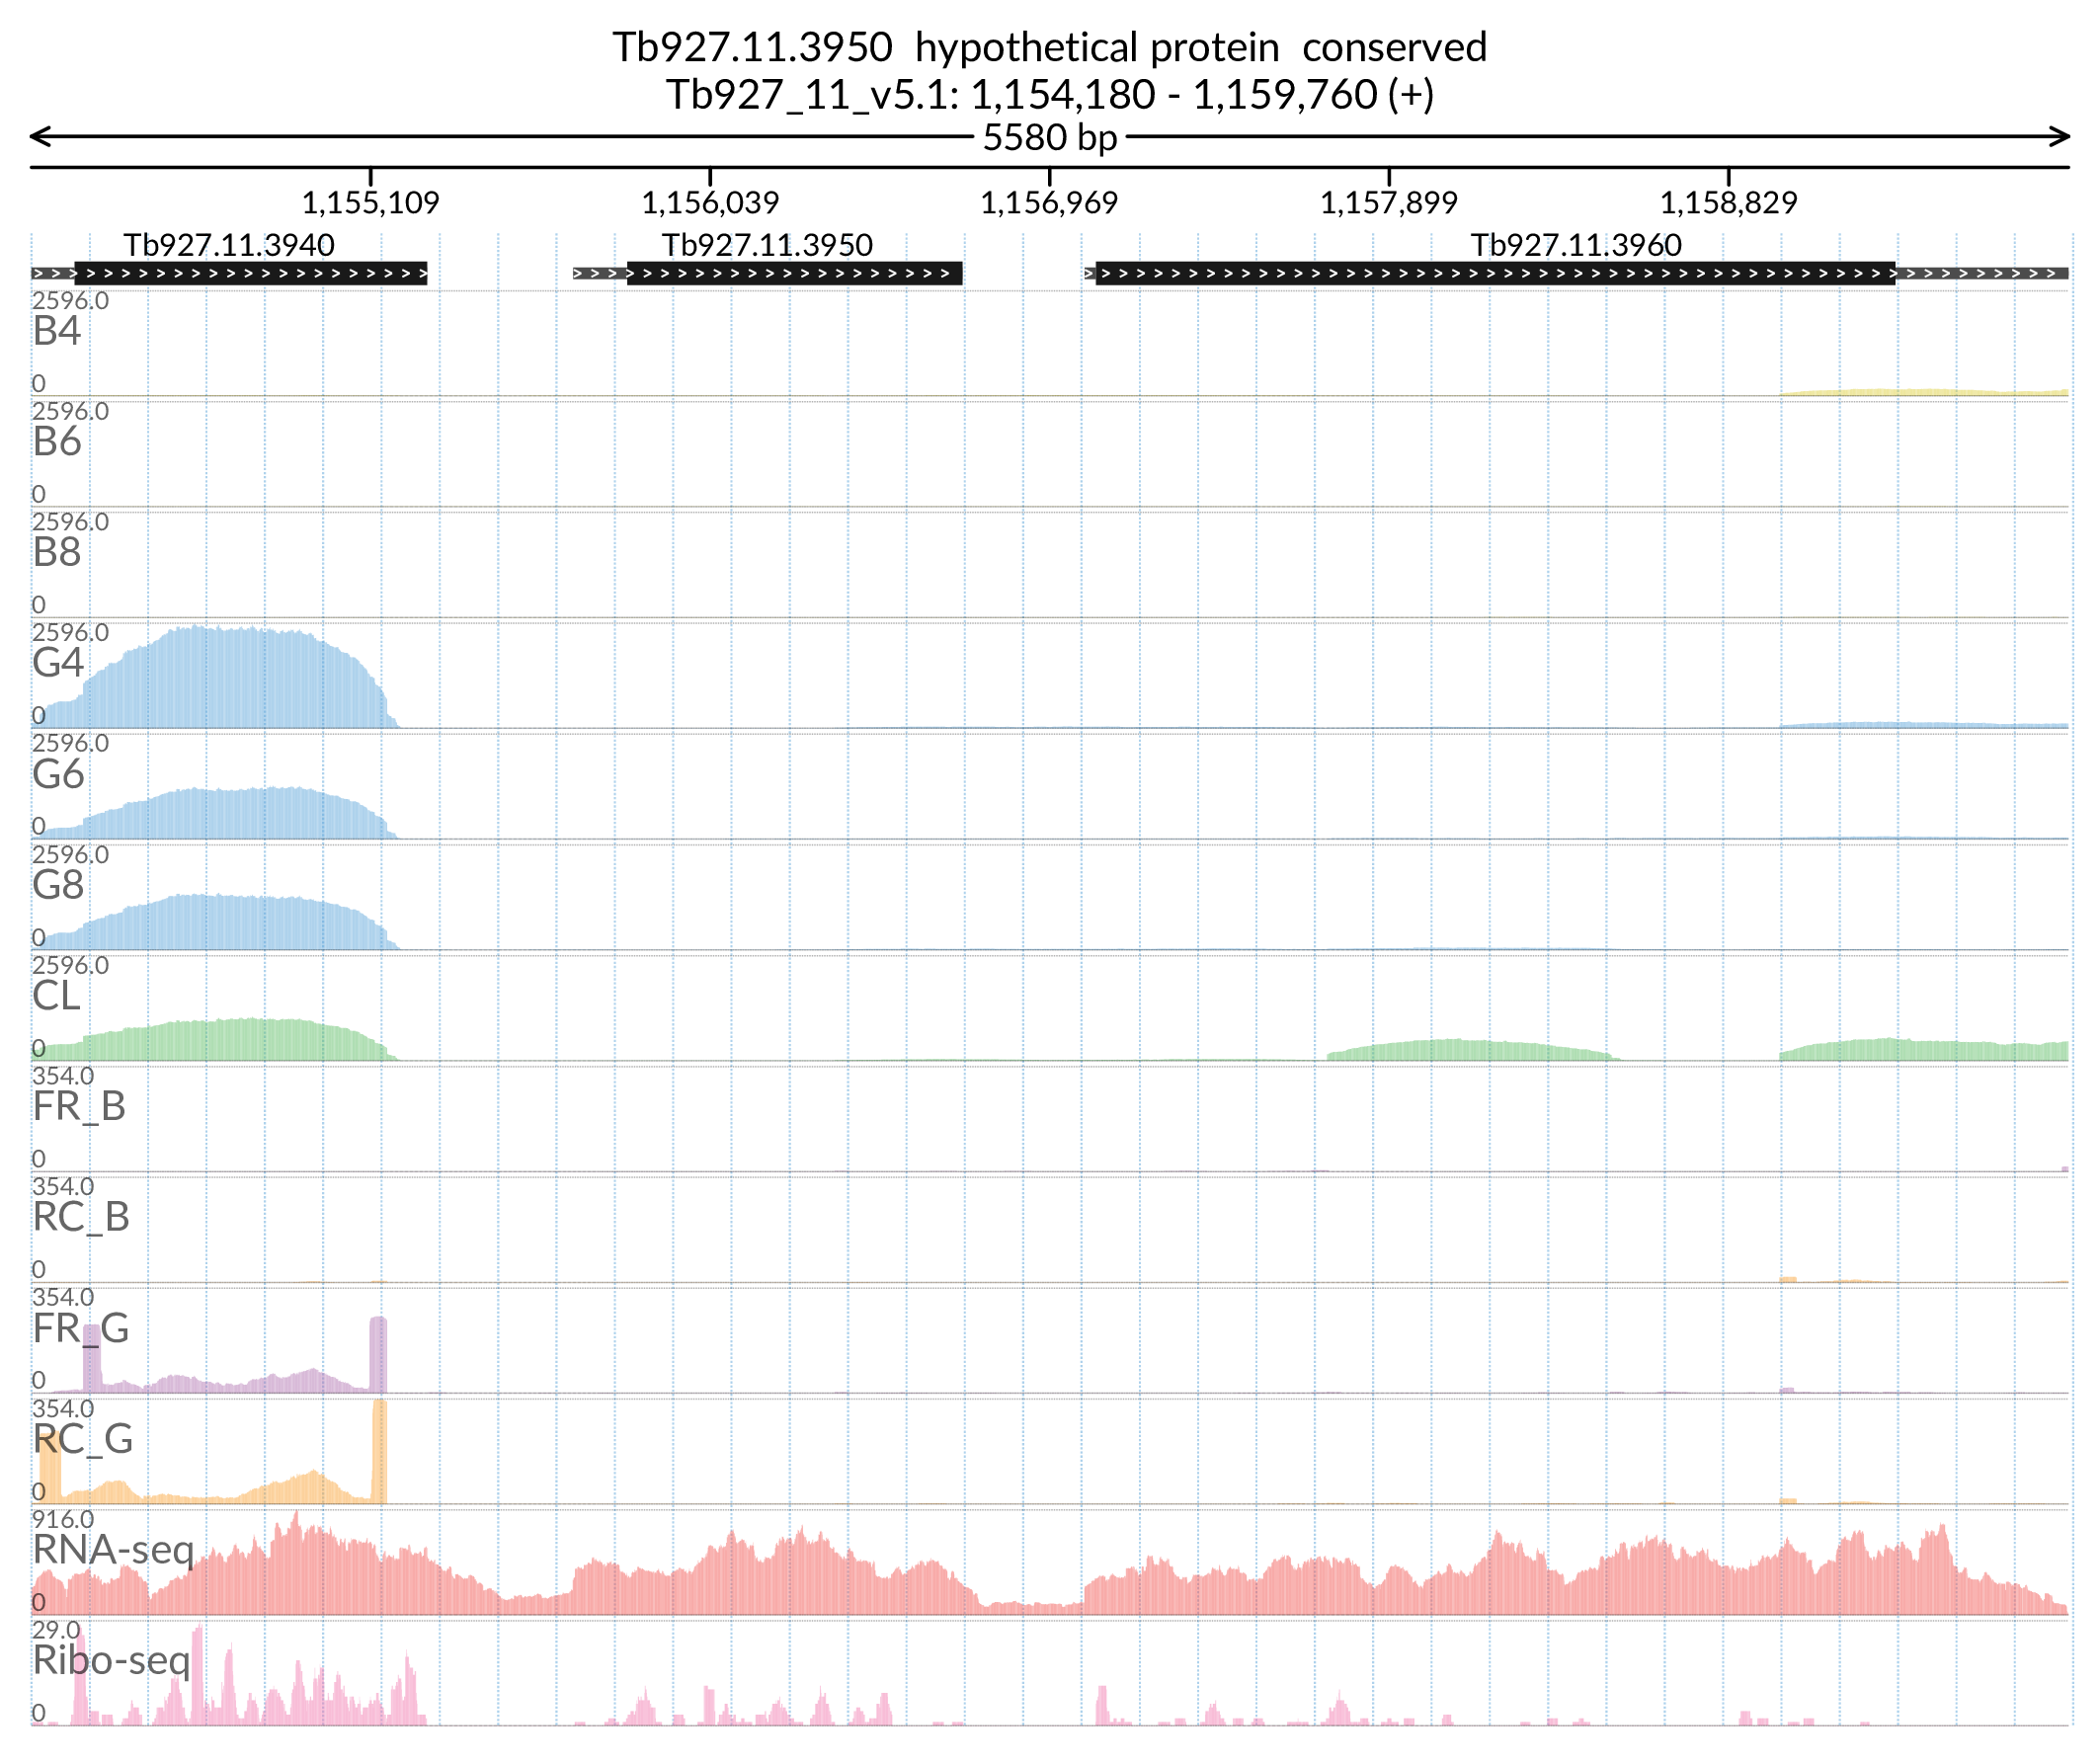 Tb927.11.3950 hypothetical protein conserved
Tb927_11_v5.1: 1,154,180 - 1,159,760 (+)
5580 bp
1,155,109 1,156,039 1,156,969 1,157,899 1,158,829
Tb927.11.3940 Tb927.11.3950 Tb927.11.3960
2596.0
B4
0
2596.0
B6
0
2596.0
B8
0
2596.0
G4
0
2596.0
G6
0
2596.0
G8
0
2596.0
CL
0
354.0
FR_B
0
354.0
RC_B
0
354.0
FR_G
0
354.0
RC_G
0
916.0
RNA-seq
0
29.0
Ribo-seq
0